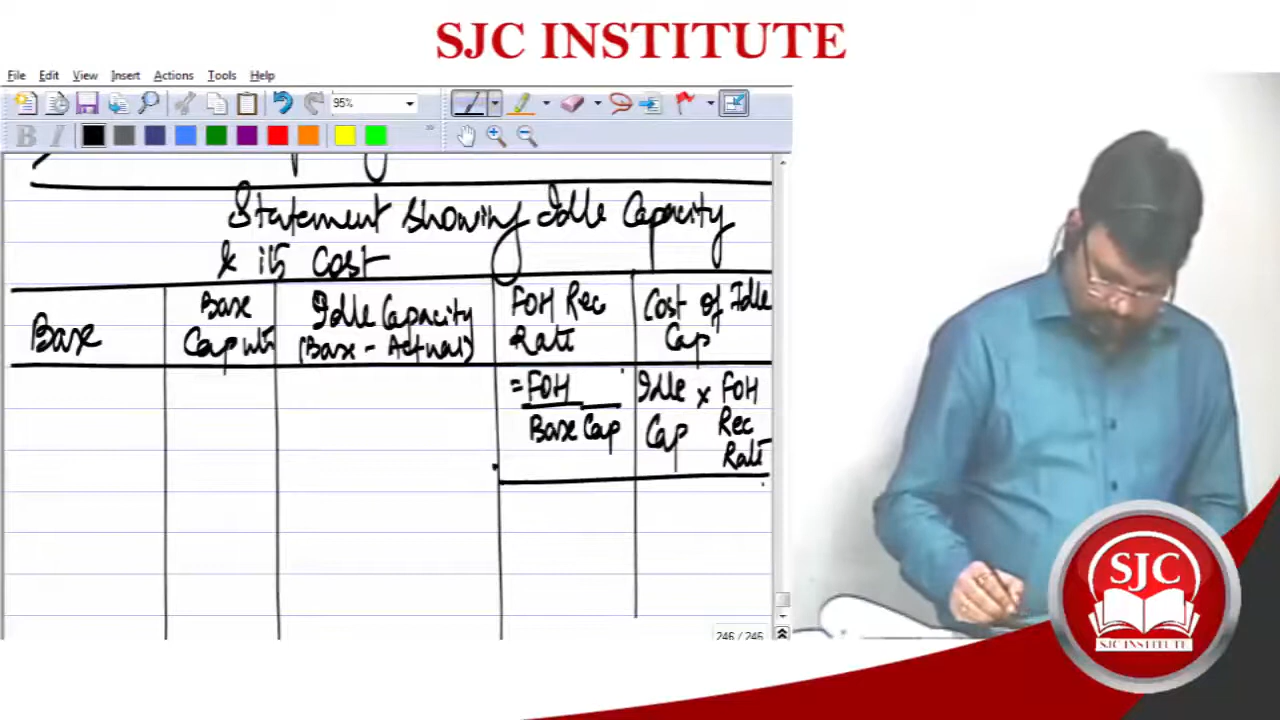 SJC INSTITUTE
File Edit View Insert Actions Tools Help
95%
B I
Statement showing Idle Capacity
& its Cost
Base
Base
Cap
Idle Capacity
(Base - Actual)
FOH Rec
Rate
Cost of Idle
Cap
= FOH
Base Cap
Idle x FOH
Cap Rec
Rate
246 / 246
SJC
SJC INSTITUTE